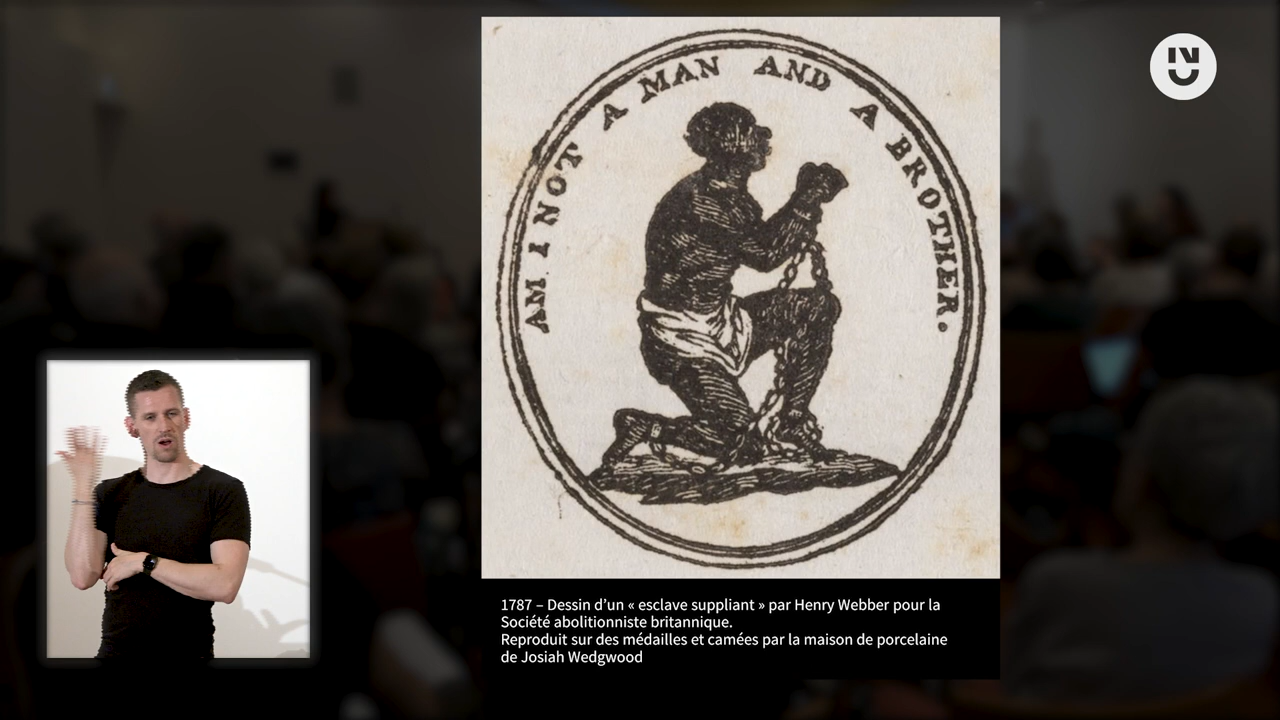 AM I NOT A MAN AND A BROTHER.
1787 – Dessin d’un « esclave suppliant » par Henry Webber pour la
Société abolitionniste britannique.
Reproduit sur des médailles et camées par la maison de porcelaine
de Josiah Wedgwood